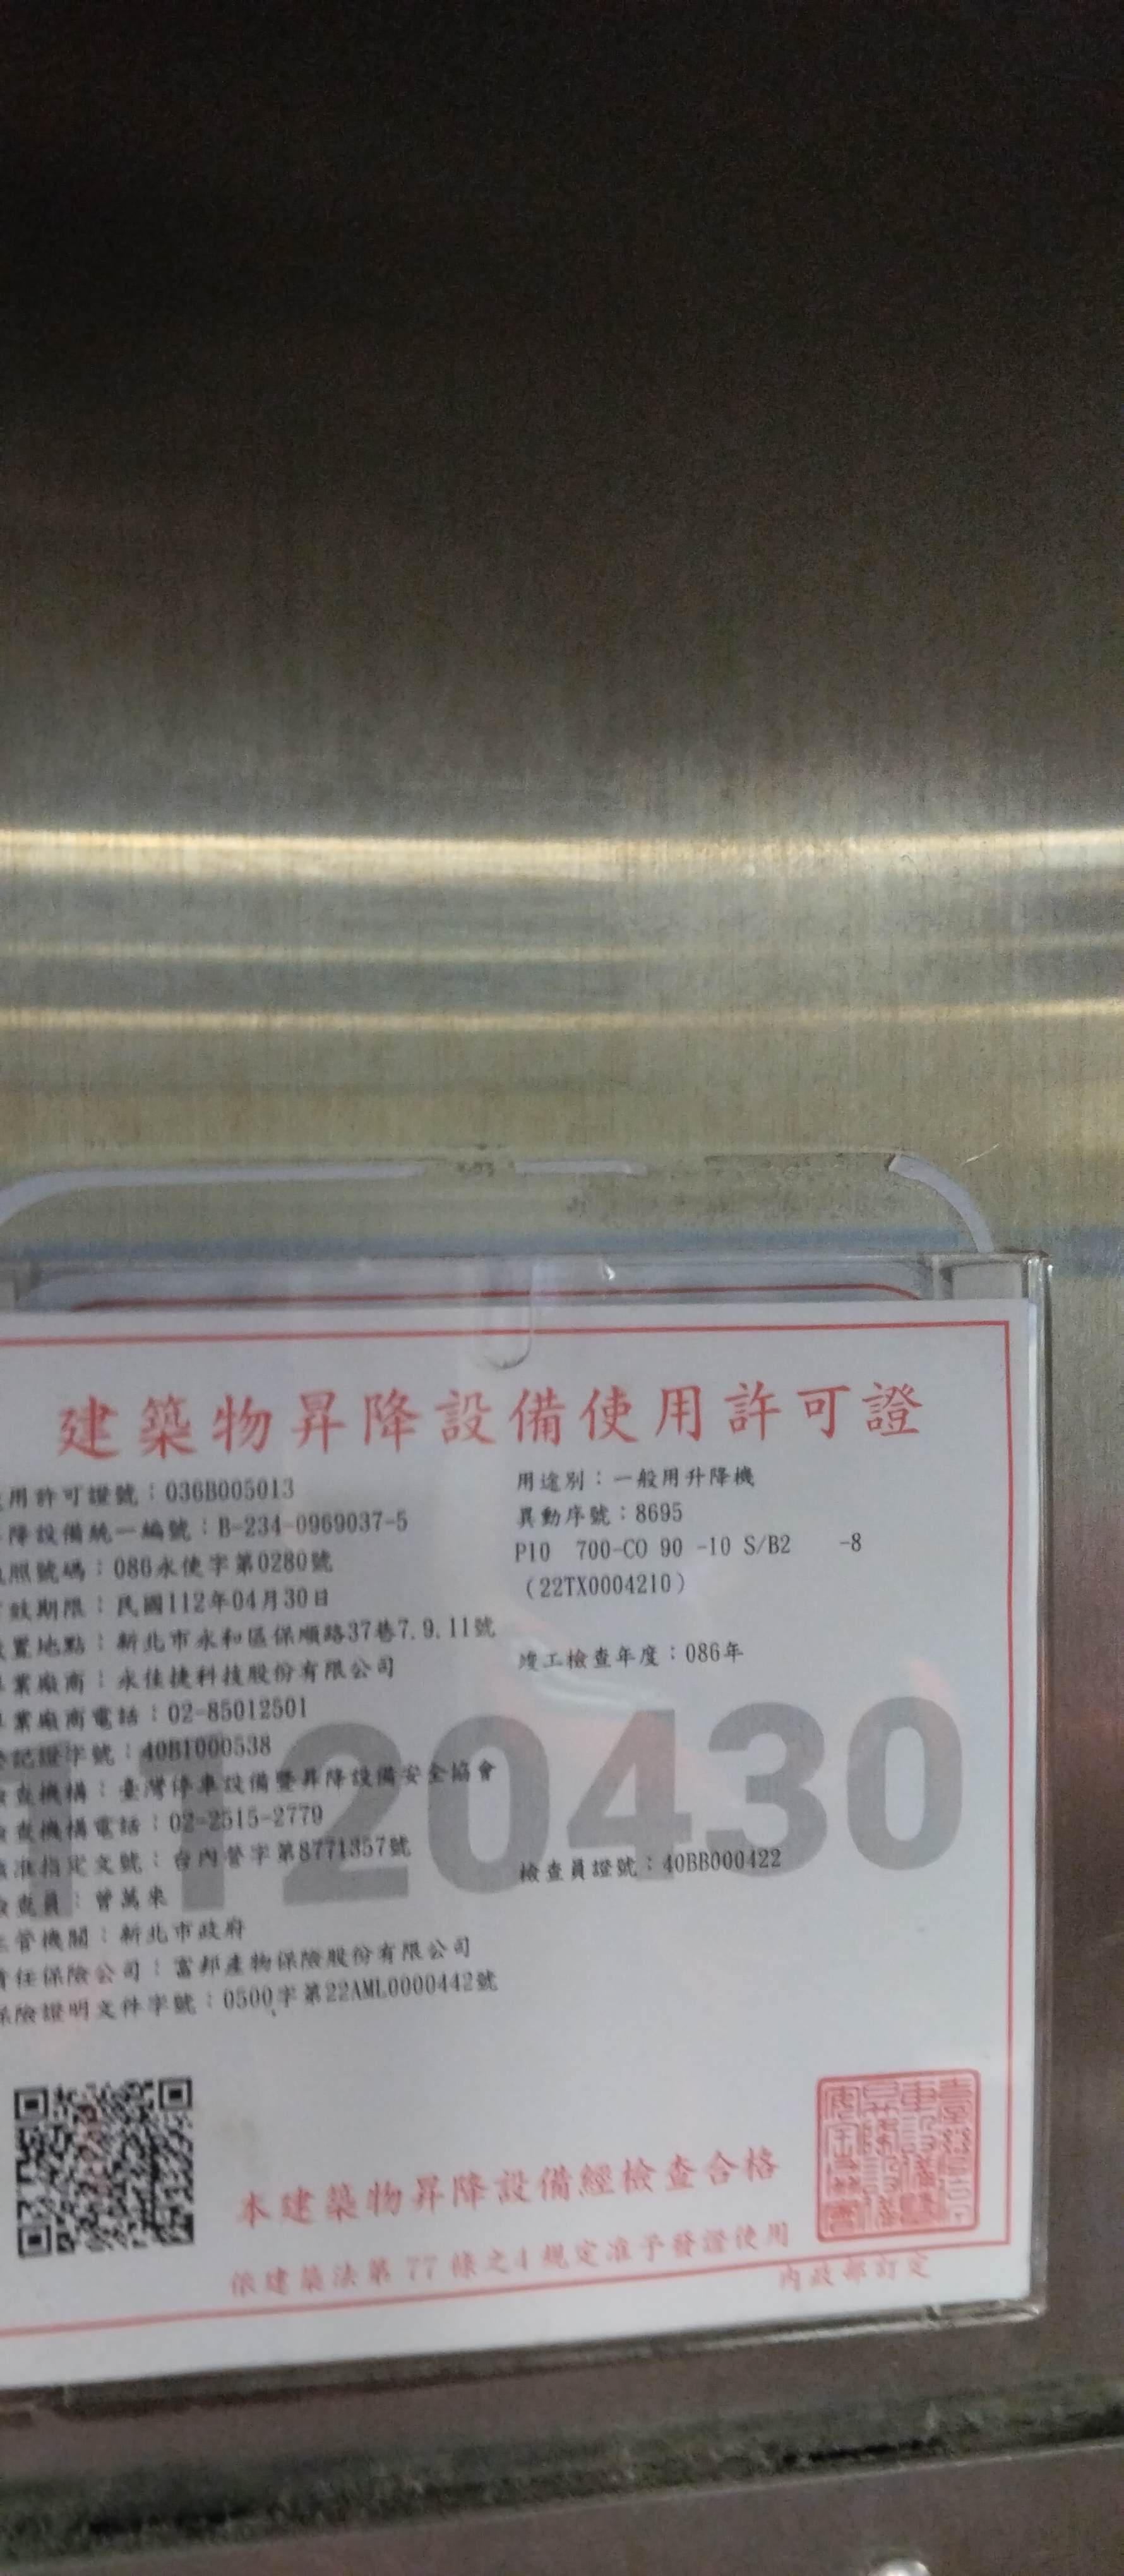 建築物昇降設備使用許可證
用許可證號：036B005013
用途別：一般用升降機
降設備統一編號：B-234-0969037-5
異動序號：8695
照號碼：086永使字第0280號
P10 700-CO 90 -10 S/B2 -8
效期限：民國112年04月30日
(22TX0004210)
置地點：新北市永和區保順路37巷7.9.11號
業廠商：永佳捷科技股份有限公司
竣工檢查年度：086年
業廠商電話：02-85012501
記證字號：40BT000538
查機構：臺灣停車設備暨昇降設備安全協會
查機構電話：02-2515-2779
准指定文號：台內營字第8771357號
1120430
查員：曾萬來
檢查員證號：40BB000422
管機關：新北市政府
責任保險公司：富邦產物保險股份有限公司
保險證明文件字號：0500字第22AML0000442號
本建築物昇降設備經檢查合格
依建築法第 77 條之4 規定准予發證使用
內政部訂定